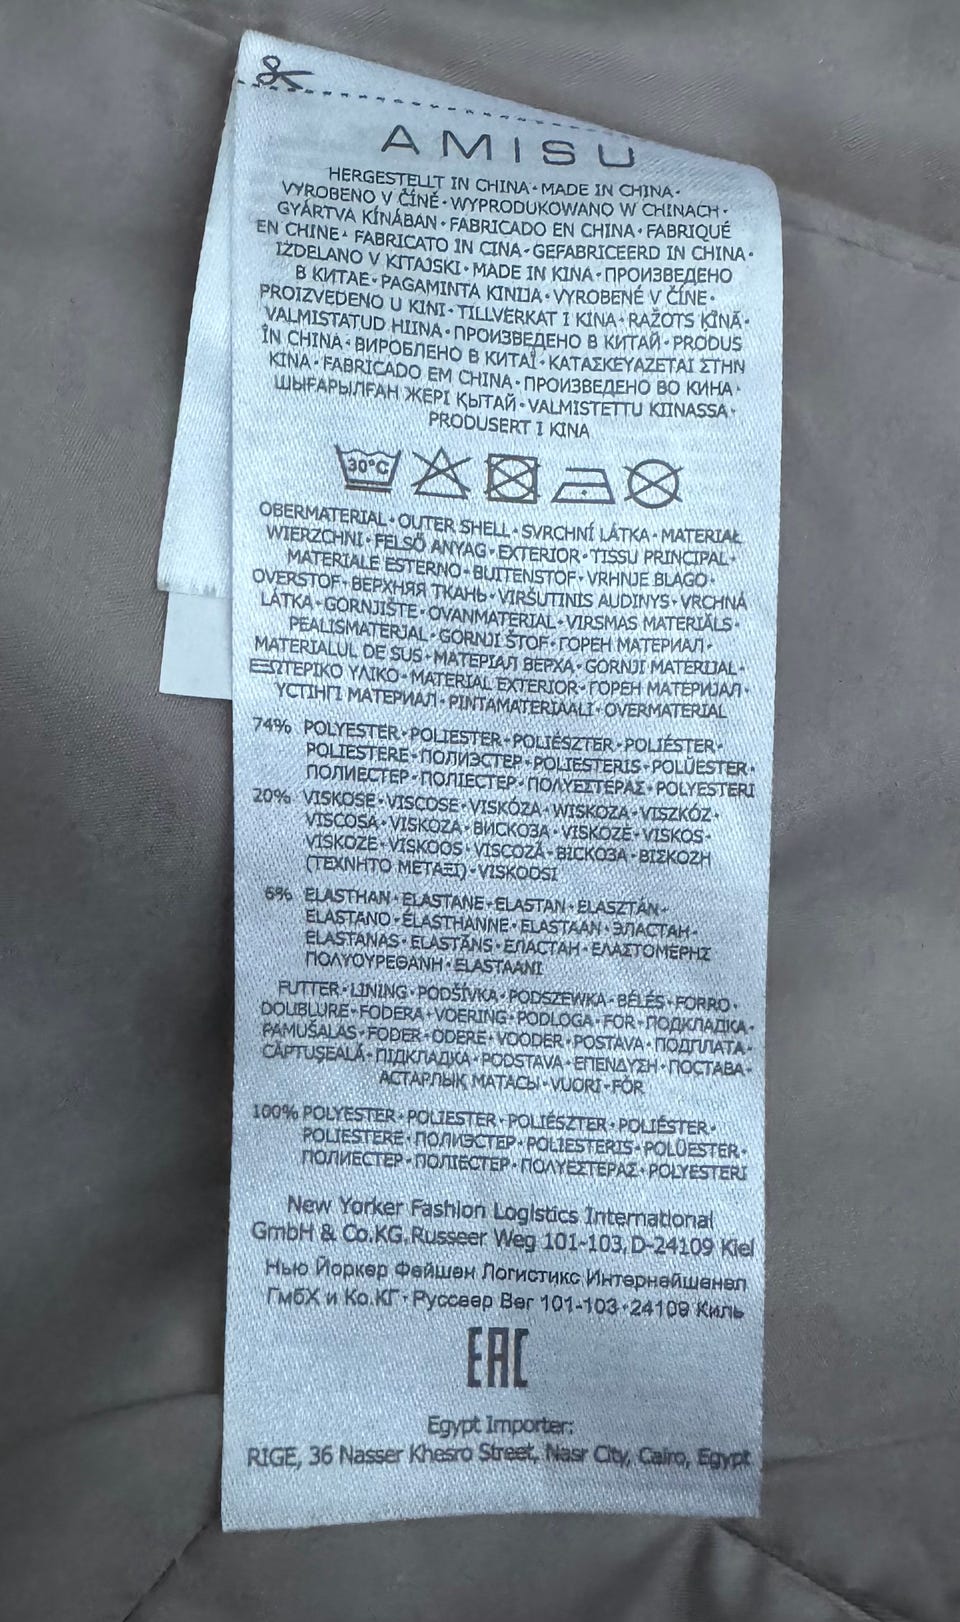 AMISU
HERGESTELLT IN CHINA · MADE IN CHINA ·
VYROBENO V ČÍNĚ · WYPRODUKOWANO W CHINACH ·
GYÁRTVA KÍNÁBAN · FABRICADO EN CHINA · FABRIQUÉ
EN CHINE · FABRICATO IN CINA · GEFABRICEERD IN CHINA ·
IZDELANO V KITAJSKI · MADE IN KINA · ПРОИЗВЕДЕНО
В КИТАЕ · PAGAMINTA KINIJA · VYROBENÉ V ČÍNE ·
PROIZVEDENO U KINI · TILLVERKAT I KINA · RAŽOTS ĶĪNĀ ·
VALMISTATUD HIINA · ПРОИЗВЕДЕНО В КИТАЙ · PRODUS
ÎN CHINA · ВИРОБЛЕНО В КИТАЇ · ΚΑΤΑΣΚΕΥΑΖΕΤΑΙ ΣΤΗΝ
ΚΙΝΑ · FABRICADO EM CHINA · ПРОИЗВЕДЕНО ВО КИНА ·
ШЫҒАРЫЛҒАН ЖЕРІ ҚЫТАЙ · VALMISTETTU KIINASSA ·
PRODUSERT I KINA
30°C
OBERMATERIAL · OUTER SHELL · SVRCHNÍ LÁTKA · MATERIAŁ
WIERZCHNI · FELSŐ ANYAG · EXTERIOR · TISSU PRINCIPAL ·
MATERIALE ESTERNO · BUITENSTOF · VRHNJE BLAGO ·
OVERSTOF · ВЕРХНЯЯ ТКАНЬ · VIRŠUTINIS AUDINYS · VRCHNÁ
LÁTKA · GORNJIŠTE · OVANMATERIAL · VIRSMAS MATERIĀLS ·
PEALISMATERJAL · GORNJI ŠTOF · ГОРЕН МАТЕРИАЛ ·
MATERIALUL DE SUS · МАТЕРІАЛ ВЕРХА · GORNJI MATERIJAL ·
ΕΞΩΤΕΡΙΚΟ ΥΛΙΚΟ · MATERIAL EXTERIOR · ГОРЕН МАТЕРИЈАЛ ·
ҮСТІҢГІ МАТЕРИАЛ · PINTAMATERIAALI · OVERMATERIAL
74% POLYESTER · POLIESTER · POLIÉSZTER · POLIÉSTER ·
POLIESTERE · ПОЛИЭСТЕР · POLIESTERIS · POLÜESTER ·
ПОЛИЕСТЕР · ПОЛІЕСТЕР · ΠΟΛΥΕΣΤΕΡΑΣ · POLYESTERI
20% VISKOSE · VISCOSE · VISKÓZA · WISKOZA · VISZKÓZ ·
VISCOSA · VISKOZA · ВИСКОЗА · VISKOZE · VISKOS ·
VISKOZE · VISKOOS · VISCOZĂ · ВІСКОЗА · ΒΙΣΚΟΖΗ
(ΤΕΧΝΗΤΟ ΜΕΤΑΞΙ) · VISKOOSI
6% ELASTHAN · ELASTANE · ELASTAN · ELASZTÁN ·
ELASTANO · ÉLASTHANNE · ELASTAAN · ЭЛАСТАН ·
ELASTANAS · ELASTĀNS · ЕЛАСТАН · ΕΛΑΣΤΟΜΕΡΗΣ
ΠΟΛΥΟΥΡΕΘΑΝΗ · ELASTAANI
FUTTER · LINING · PODŠÍVKA · PODSZEWKA · BÉLÉS · FORRO ·
DOUBLURE · FODERA · VOERING · PODLOGA · FOR · ПОДКЛАДКА ·
PAMUŠALAS · FODER · ODERE · VOODER · POSTAVA · ПОДПЛАТА ·
CĂPTUȘEALĂ · ПІДКЛАДКА · PODSTAVA · ΕΠΕΝΔΥΣΗ · ПОСТАВА ·
АСТАРЛЫҚ МАТАСЫ · VUORI · FÔR
100% POLYESTER · POLIESTER · POLIÉSZTER · POLIÉSTER ·
POLIESTERE · ПОЛИЭСТЕР · POLIESTERIS · POLÜESTER ·
ПОЛИЕСТЕР · ПОЛІЕСТЕР · ΠΟΛΥΕΣΤΕΡΑΣ · POLYESTERI
New Yorker Fashion Logistics International
GmbH & Co.KG. Russeer Weg 101-103, D-24109 Kiel
Нью Йоркер Фейшен Логистикс Интернейшенел
ГмбХ и Ко.КГ · Руссеер Вег 101-103 · 24109 Киль
EAC
Egypt Importer:
RIGE, 36 Nasser Khesro Street, Nasr City, Cairo, Egypt